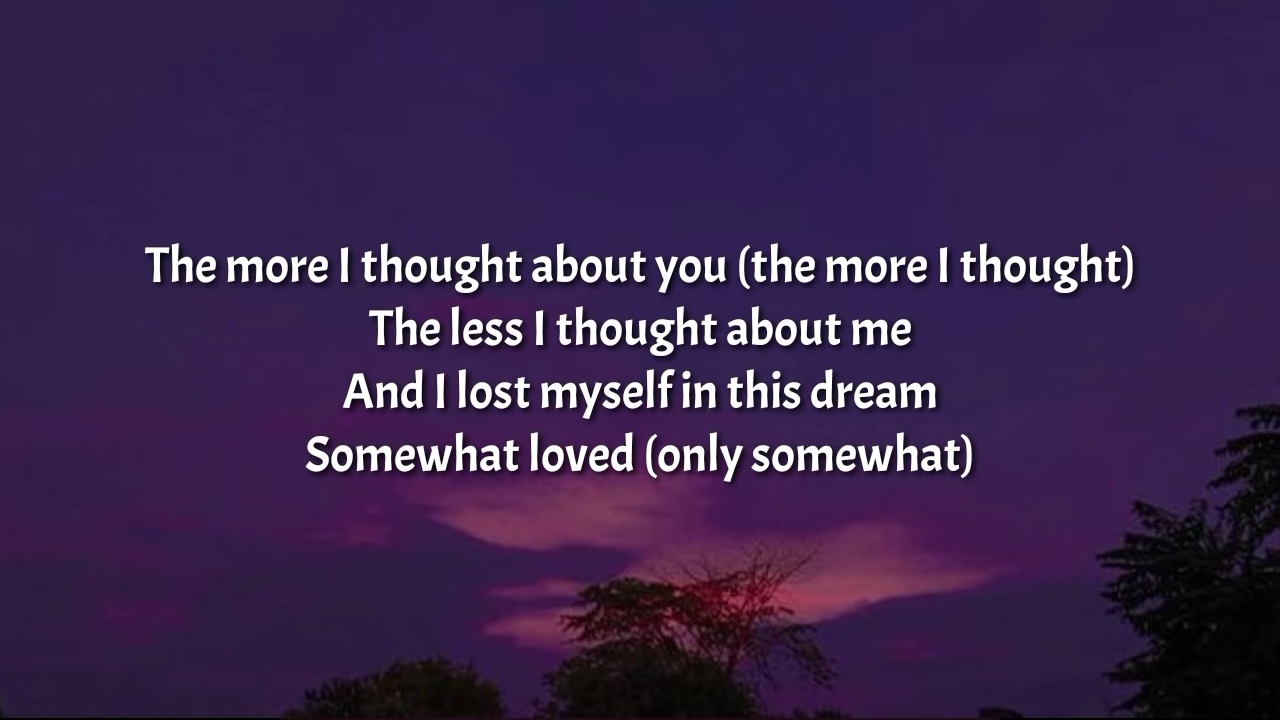 The more I thought about you (the more I thought)
The less I thought about me
And I lost myself in this dream
Somewhat loved (only somewhat)